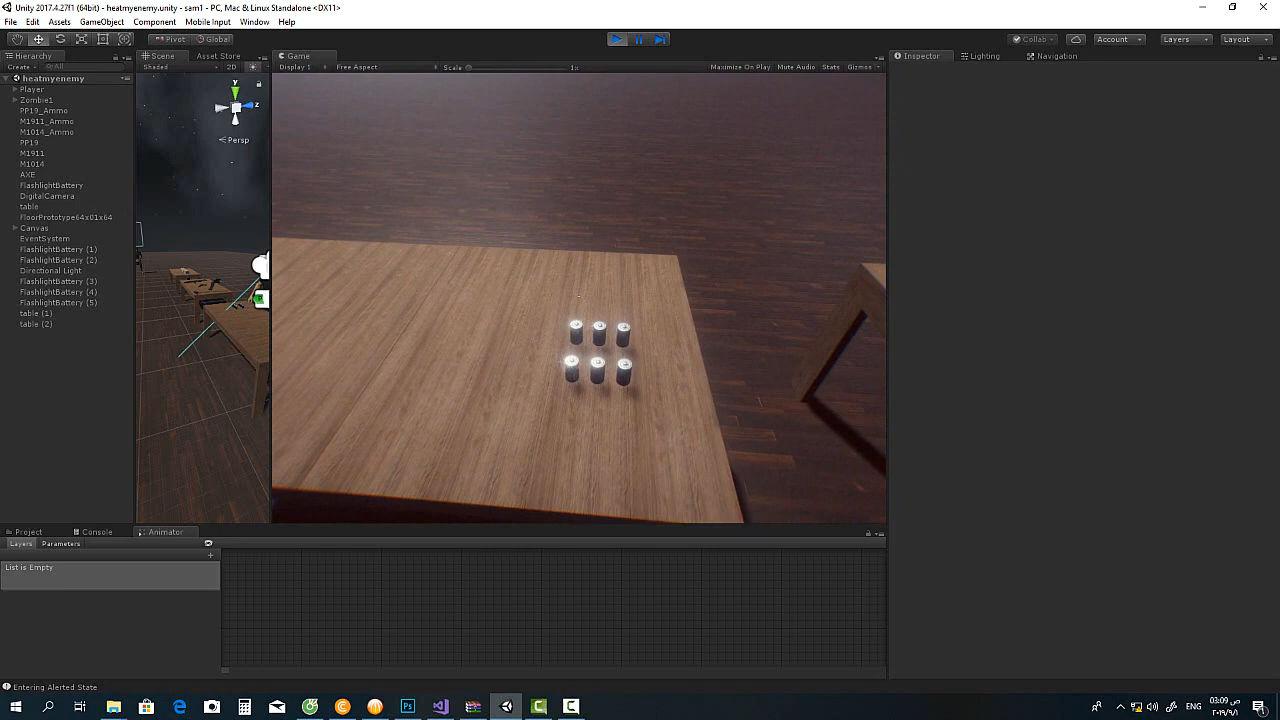 Unity 2017.4.27f1 (64bit) - heatmyenemy.unity - sam1 - PC, Mac & Linux Standalone <DX11>
File Edit Assets GameObject Component Mobile Input Window Help
Pivot Global Collab Account Layers Layout
Hierarchy Scene Asset Store Game Inspector Lighting Navigation
Create All Shaded 2D Display 1 Free Aspect Scale 1x Maximize On Play Mute Audio Stats Gizmos
heatmyenemy
Player
Zombie1
PP19_Ammo
M1911_Ammo
M1014_Ammo
PP19
M1911
M1014
AXE
FlashlightBattery
DigitalCamera
table
FloorPrototype64x01x64
Canvas
EventSystem
FlashlightBattery (1)
FlashlightBattery (2)
Directional Light
FlashlightBattery (3)
FlashlightBattery (4)
FlashlightBattery (5)
table (1)
table (2)
y
z
Persp
Project Console Animator
Layers Parameters
List is Empty
Entering Alerted State
ENG
03:09 ص